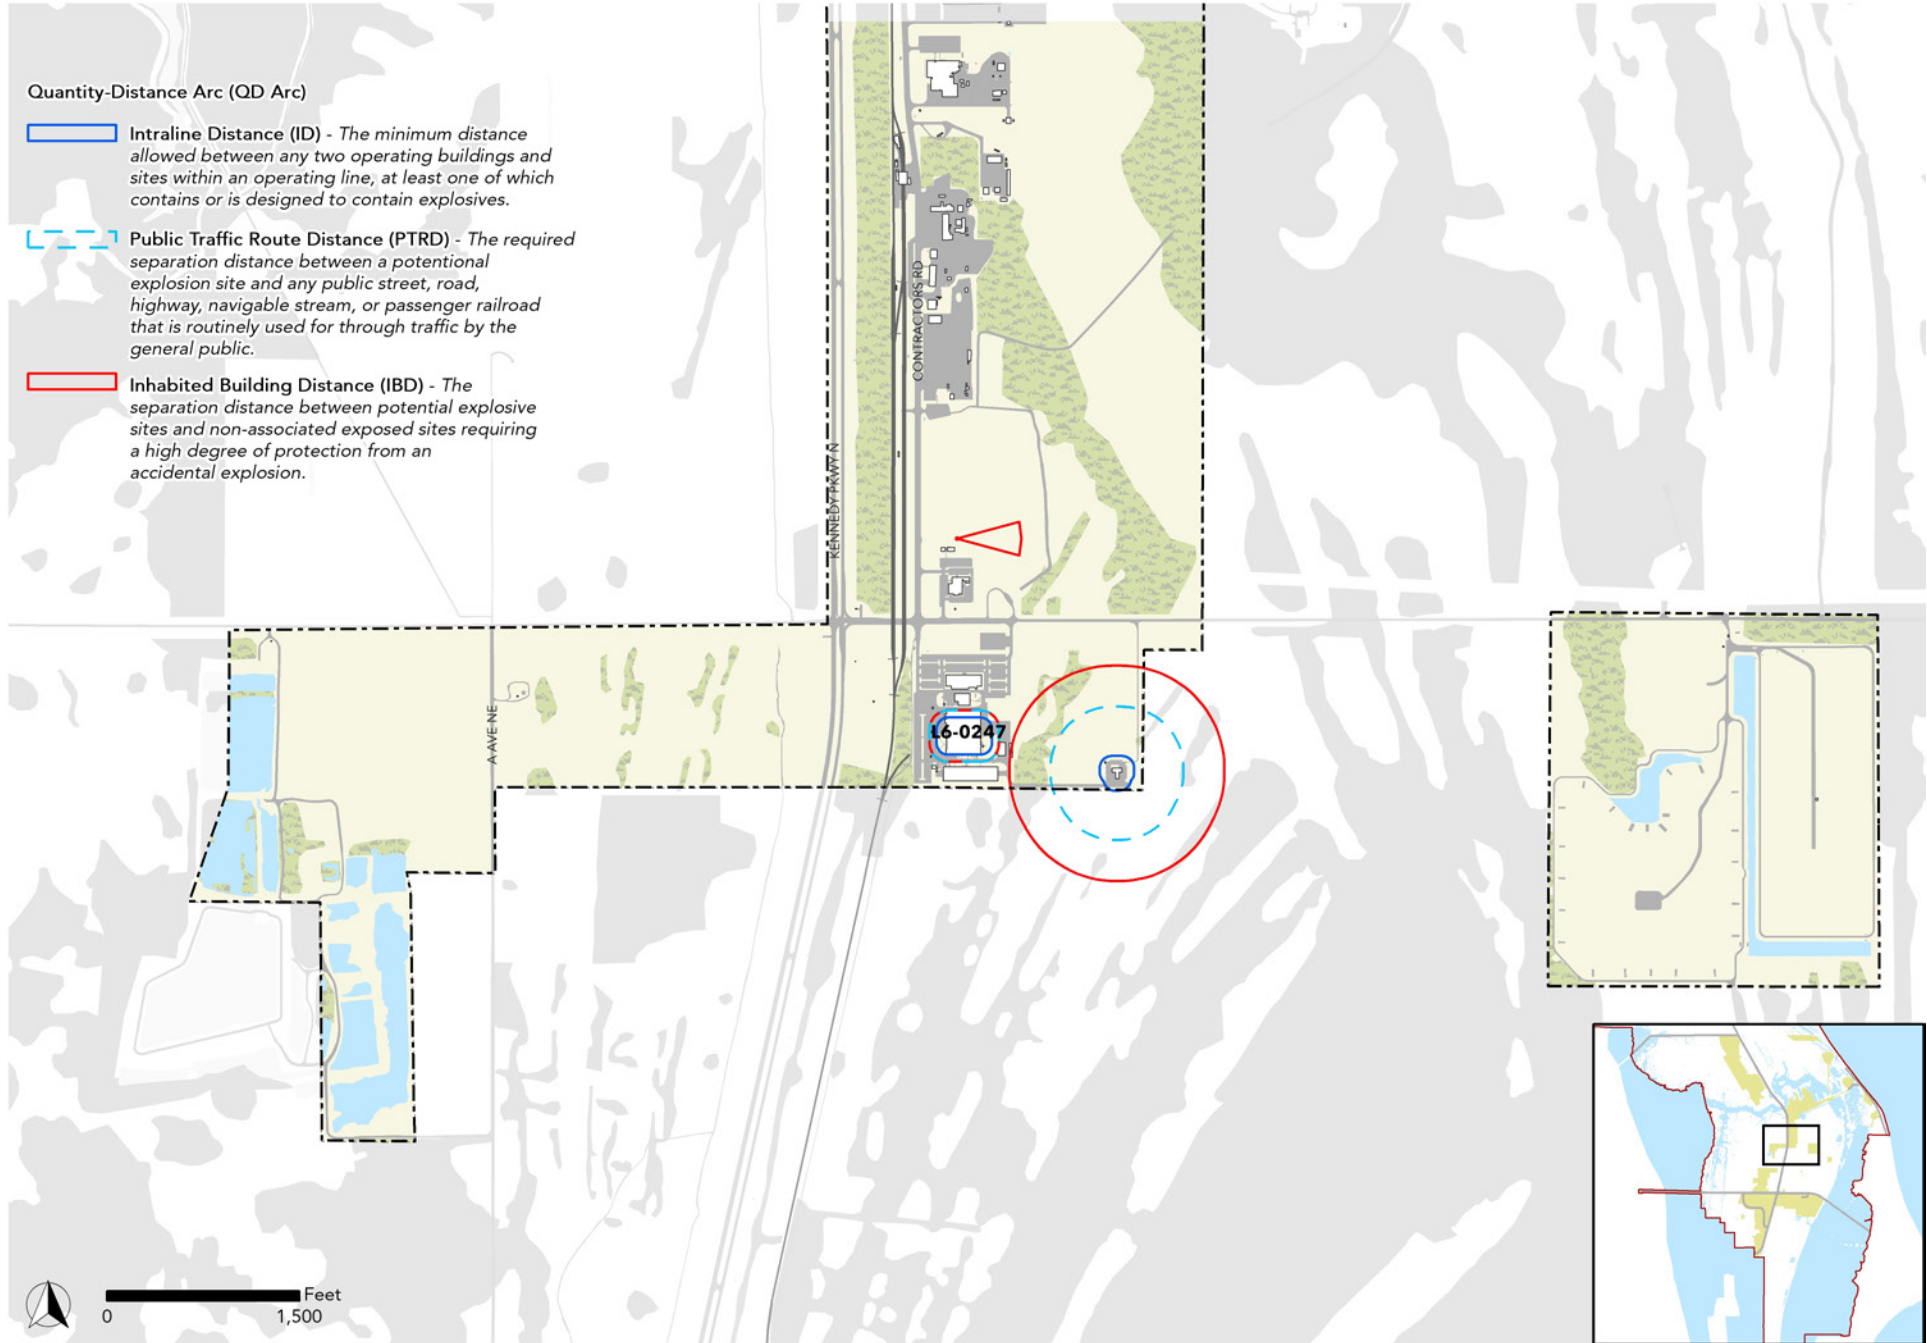 Quantity-Distance Arc (QD Arc)
Intraline Distance (ID) - The minimum distance
allowed between any two operating buildings and
sites within an operating line, at least one of which
contains or is designed to contain explosives.
Public Traffic Route Distance (PTRD) - The required
separation distance between a potentional
explosion site and any public street, road,
highway, navigable stream, or passenger railroad
that is routinely used for through traffic by the
general public.
Inhabited Building Distance (IBD) - The
separation distance between potential explosive
sites and non-associated exposed sites requiring
a high degree of protection from an
accidental explosion.
CONTRACTORS RD
KENNEDY PKWY N
A AVE NE
L6-0247
Feet
0 1,500